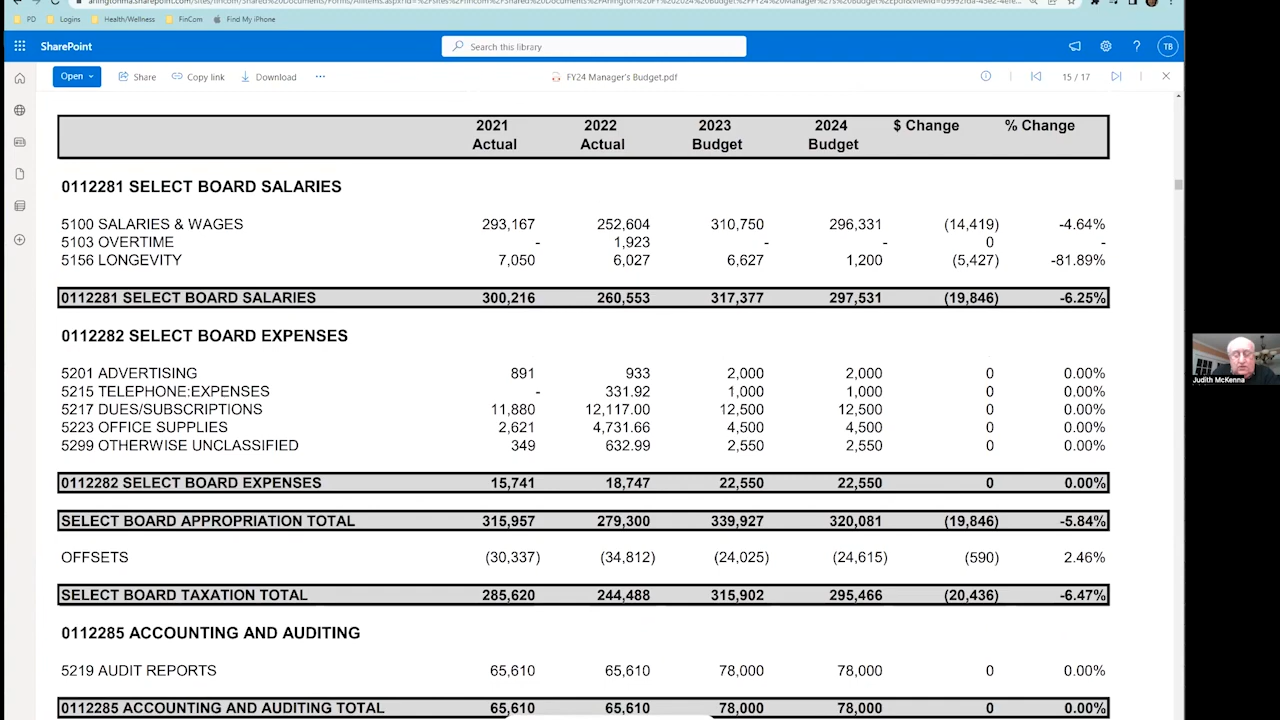 PD Logins Health/Wellness FinCom Find My iPhone
SharePoint Search this library ? TB
Open Share Copy link Download ... FY24 Manager's Budget.pdf 15 / 17
2021 2022 2023 2024 $ Change % Change
Actual Actual Budget Budget
0112281 SELECT BOARD SALARIES
5100 SALARIES & WAGES 293,167 252,604 310,750 296,331 (14,419) -4.64%
5103 OVERTIME - 1,923 - - 0 -
5156 LONGEVITY 7,050 6,027 6,627 1,200 (5,427) -81.89%
0112281 SELECT BOARD SALARIES 300,216 260,553 317,377 297,531 (19,846) -6.25%
0112282 SELECT BOARD EXPENSES
5201 ADVERTISING 891 933 2,000 2,000 0 0.00%
5215 TELEPHONE:EXPENSES - 331.92 1,000 1,000 0 0.00%
5217 DUES/SUBSCRIPTIONS 11,880 12,117.00 12,500 12,500 0 0.00%
5223 OFFICE SUPPLIES 2,621 4,731.66 4,500 4,500 0 0.00%
5299 OTHERWISE UNCLASSIFIED 349 632.99 2,550 2,550 0 0.00%
0112282 SELECT BOARD EXPENSES 15,741 18,747 22,550 22,550 0 0.00%
SELECT BOARD APPROPRIATION TOTAL 315,957 279,300 339,927 320,081 (19,846) -5.84%
OFFSETS (30,337) (34,812) (24,025) (24,615) (590) 2.46%
SELECT BOARD TAXATION TOTAL 285,620 244,488 315,902 295,466 (20,436) -6.47%
0112285 ACCOUNTING AND AUDITING
5219 AUDIT REPORTS 65,610 65,610 78,000 78,000 0 0.00%
0112285 ACCOUNTING AND AUDITING TOTAL 65,610 65,610 78,000 78,000 0 0.00%
Judith McKenna